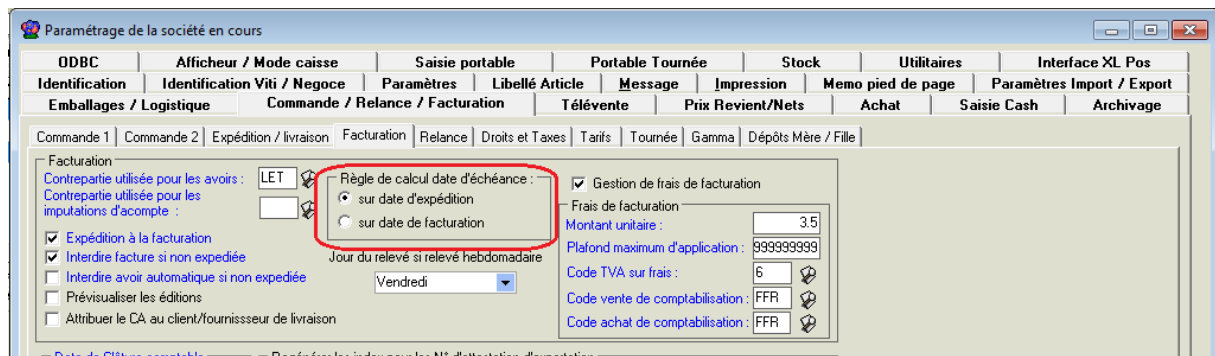 Paramétrage de la société en cours
ODBC Afficheur / Mode caisse Saisie portable Portable Tournée Stock Utilitaires Interface XL Pos
Identification Identification Viti / Negoce Paramètres Libellé Article Message Impression Memo pied de page Paramètres Import / Export
Emballages / Logistique Commande / Relance / Facturation Télévente Prix Revient/Nets Achat Saisie Cash Archivage
Commande 1 Commande 2 Expédition / livraison Facturation Relance Droits et Taxes Tarifs Tournée Gamma Dépôts Mère / Fille
Facturation
Contrepartie utilisée pour les avoirs : LET
Contrepartie utilisée pour les
imputations d'acompte :
Expédition à la facturation
Interdire facture si non expediée
Interdire avoir automatique si non expediée
Prévisualiser les éditions
Attribuer le CA au client/fournissseur de livraison
Règle de calcul date d'échéance :
sur date d'expédition
sur date de facturation
Jour du relevé si relevé hebdomadaire
Vendredi
Gestion de frais de facturation
Frais de facturation
Montant unitaire : 3.5
Plafond maximum d'application : 999999999
Code TVA sur frais : 6
Code vente de comptabilisation : FFR
Code achat de comptabilisation : FFR